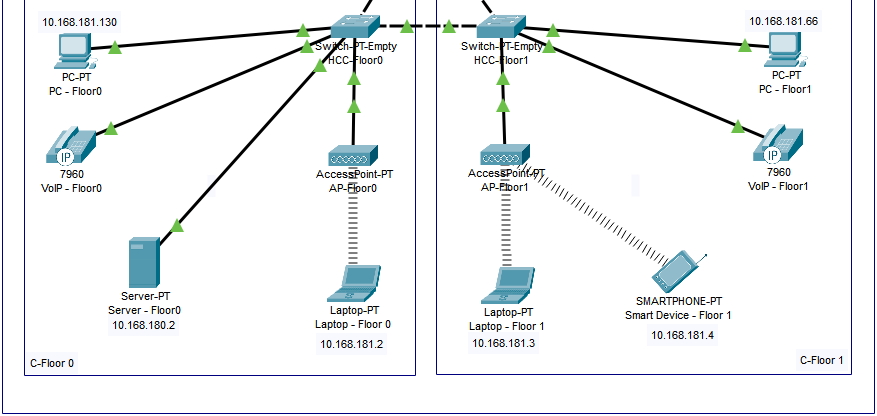 10.168.181.130
PC-PT
PC - Floor0
Switch-PT-Empty
HCC-Floor0
IP
7960
VoIP - Floor0
AccessPoint-PT
AP-Floor0
Server-PT
Server - Floor0
10.168.180.2
Laptop-PT
Laptop - Floor 0
10.168.181.2
C-Floor 0
Switch-PT-Empty
HCC-Floor1
10.168.181.66
PC-PT
PC - Floor1
AccessPoint-PT
AP-Floor1
IP
7960
VoIP - Floor1
Laptop-PT
Laptop - Floor 1
10.168.181.3
SMARTPHONE-PT
Smart Device - Floor 1
10.168.181.4
C-Floor 1